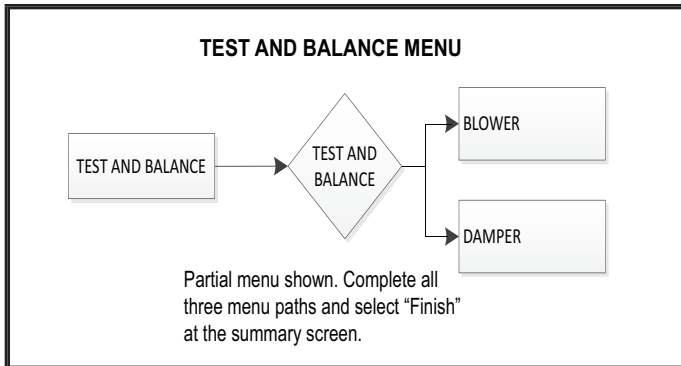 TEST AND BALANCE MENU
TEST AND BALANCE
TEST AND
BALANCE
BLOWER
DAMPER
Partial menu shown. Complete all
three menu paths and select “Finish”
at the summary screen.